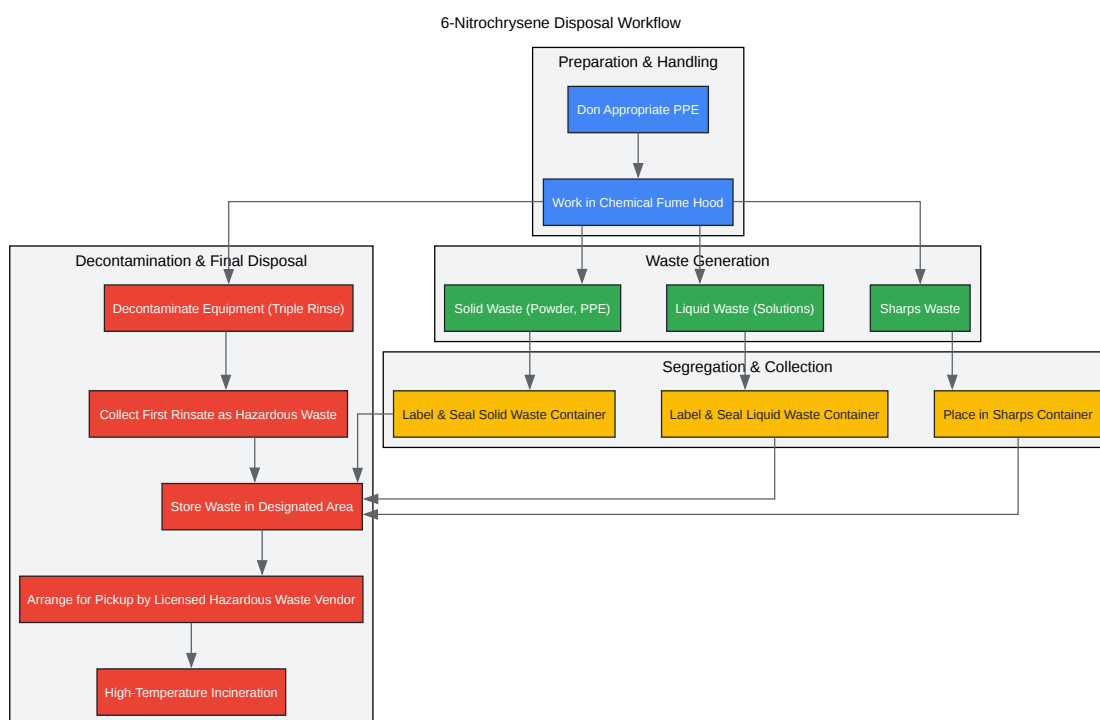 6-Nitrochrysene Disposal Workflow
Preparation & Handling
Don Appropriate PPE
Work in Chemical Fume Hood
Decontamination & Final Disposal
Waste Generation
Decontaminate Equipment (Triple Rinse)
Solid Waste (Powder, PPE)
Liquid Waste (Solutions)
Sharps Waste
Segregation & Collection
Collect First Rinsate as Hazardous Waste
Label & Seal Solid Waste Container
Label & Seal Liquid Waste Container
Place in Sharps Container
Store Waste in Designated Area
Arrange for Pickup by Licensed Hazardous Waste Vendor
High-Temperature Incineration